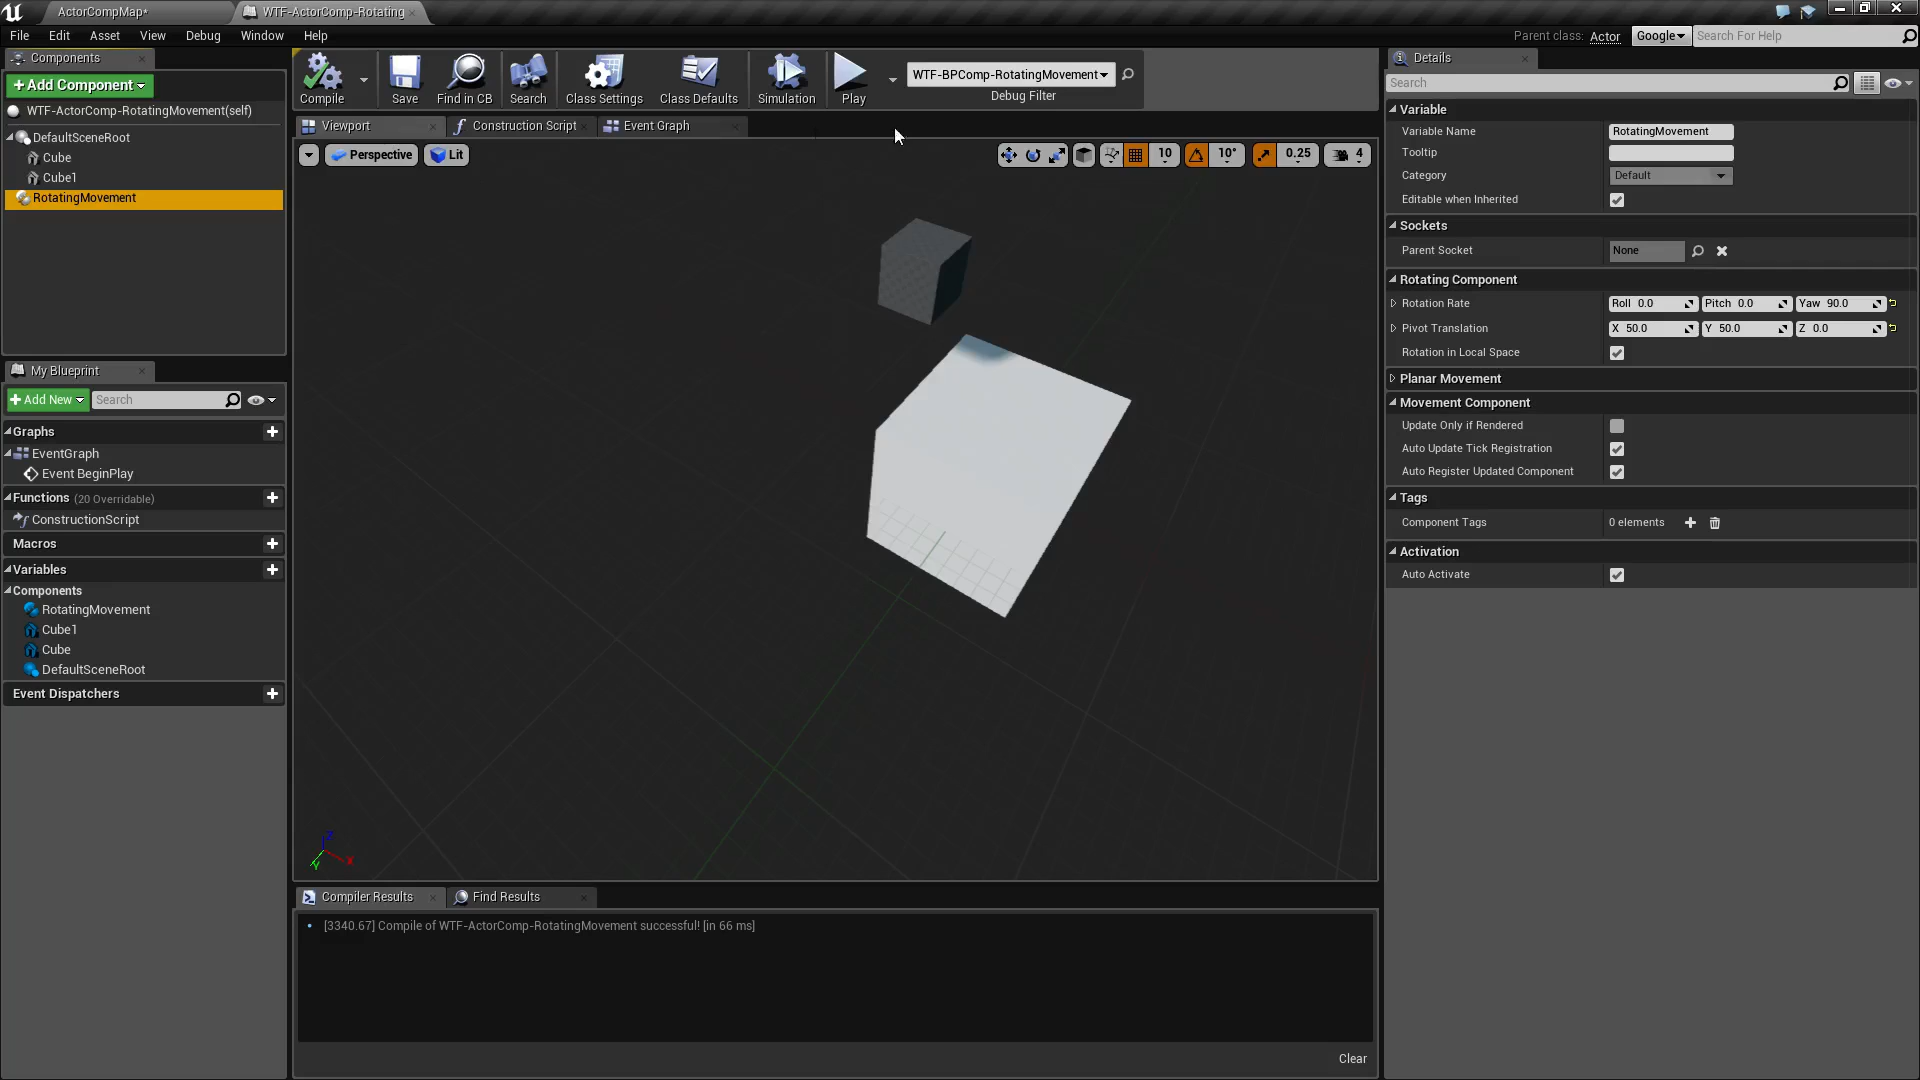 ActorCompMap*
WTF-ActorComp-Rotating
File Edit Asset View Debug Window Help
Parent class: Actor Google Search For Help
Components
+Add Component
WTF-ActorComp-RotatingMovement(self)
DefaultSceneRoot
Cube
Cube1
RotatingMovement
My Blueprint
+Add New Search
Graphs
EventGraph
Event BeginPlay
Functions (20 Overridable)
ConstructionScript
Macros
Variables
Components
RotatingMovement
Cube1
Cube
DefaultSceneRoot
Event Dispatchers
Compile Save Find in CB Search Class Settings Class Defaults Simulation Play
WTF-BPComp-RotatingMovement
Debug Filter
Viewport Construction Script Event Graph
Perspective Lit 10 10° 0.25 4
Z
X
Y
Compiler Results Find Results
• [3340.67] Compile of WTF-ActorComp-RotatingMovement successful! [in 66 ms]
Clear
Details
Search
Variable
Variable Name RotatingMovement
Tooltip
Category Default
Editable when Inherited
Sockets
Parent Socket None
Rotating Component
Rotation Rate Roll 0.0 Pitch 0.0 Yaw 90.0
Pivot Translation X 50.0 Y 50.0 Z 0.0
Rotation in Local Space
Planar Movement
Movement Component
Update Only if Rendered
Auto Update Tick Registration
Auto Register Updated Component
Tags
Component Tags 0 elements
Activation
Auto Activate